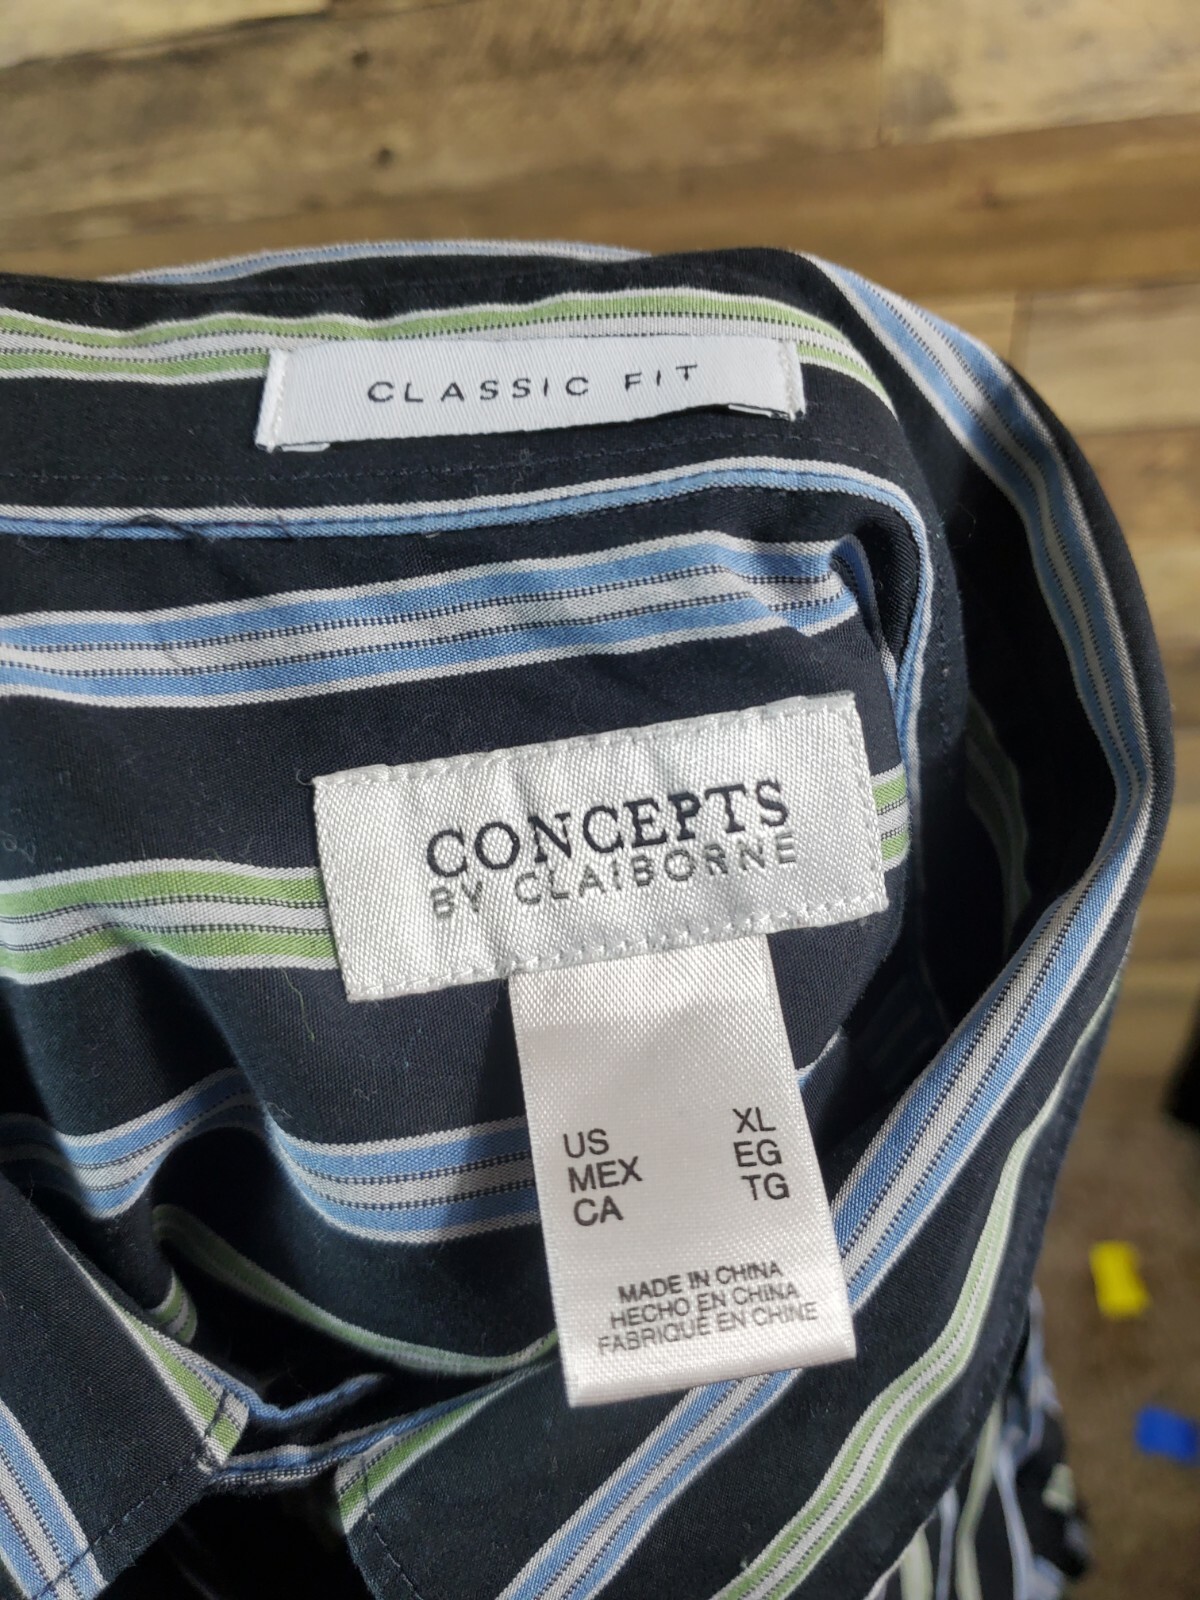 CLASSIC FIT
CONCEPTS
BY CLAIBORNE
US XL
MEX EG
CA TG
MADE IN CHINA
HECHO EN CHINA
FABRIQUÉ EN CHINE